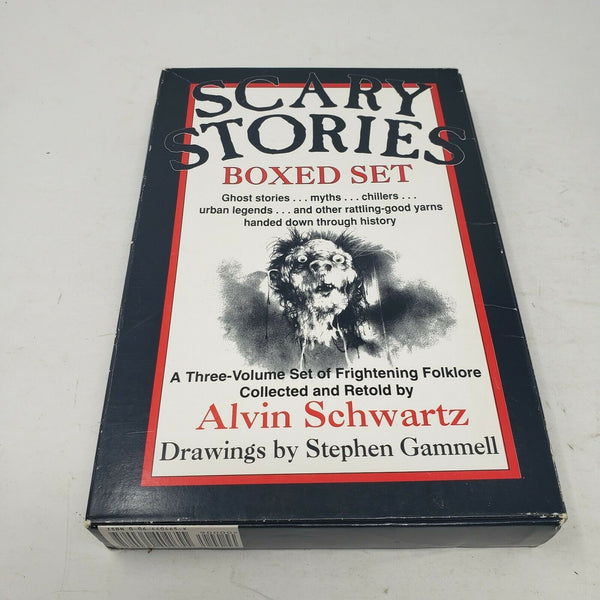 SCARY
STORIES
BOXED SET
Ghost stories . . . myths . . . chillers . . .
urban legends . . . and other rattling-good yarns
handed down through history
A Three-Volume Set of Frightening Folklore
Collected and Retold by
Alvin Schwartz
Drawings by Stephen Gammell